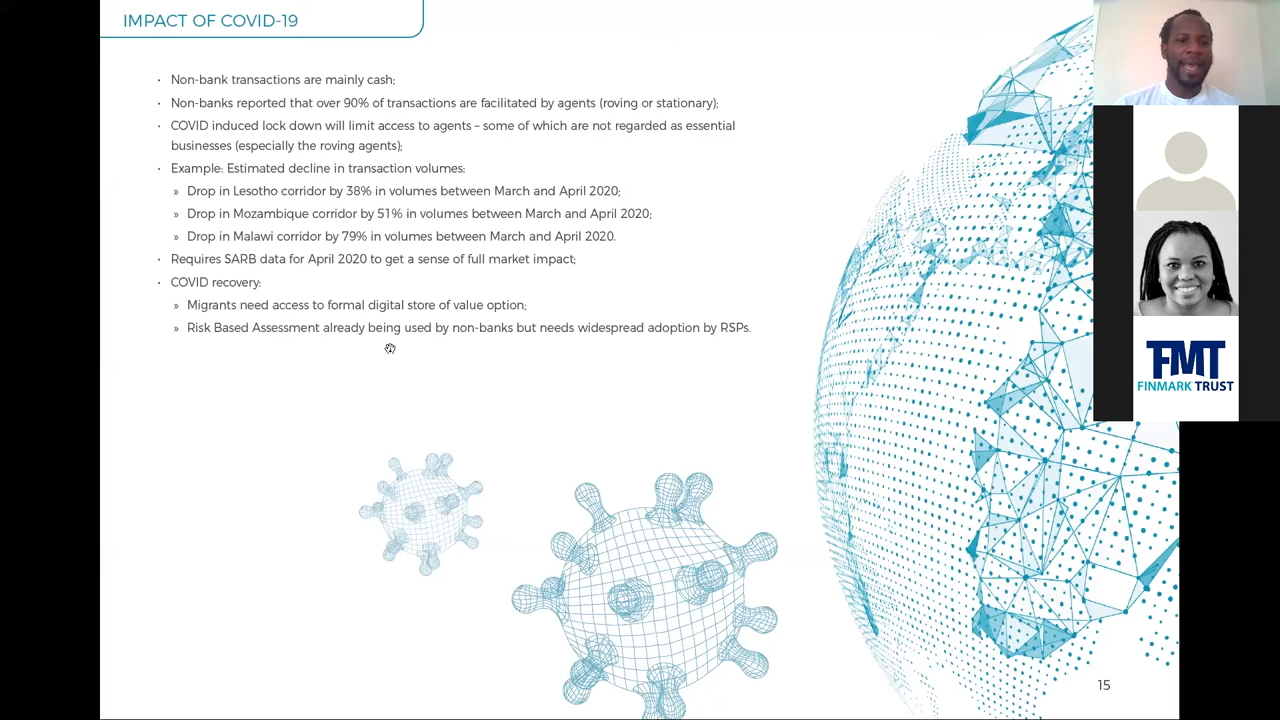 IMPACT OF COVID-19
· Non-bank transactions are mainly cash;
· Non-banks reported that over 90% of transactions are facilitated by agents (roving or stationary);
· COVID induced lock down will limit access to agents – some of which are not regarded as essential
businesses (especially the roving agents);
· Example: Estimated decline in transaction volumes:
» Drop in Lesotho corridor by 38% in volumes between March and April 2020;
» Drop in Mozambique corridor by 51% in volumes between March and April 2020;
» Drop in Malawi corridor by 79% in volumes between March and April 2020.
· Requires SARB data for April 2020 to get a sense of full market impact;
· COVID recovery:
» Migrants need access to formal digital store of value option;
» Risk Based Assessment already being used by non-banks but needs widespread adoption by RSPs.
FMT
FINMARK TRUST
15